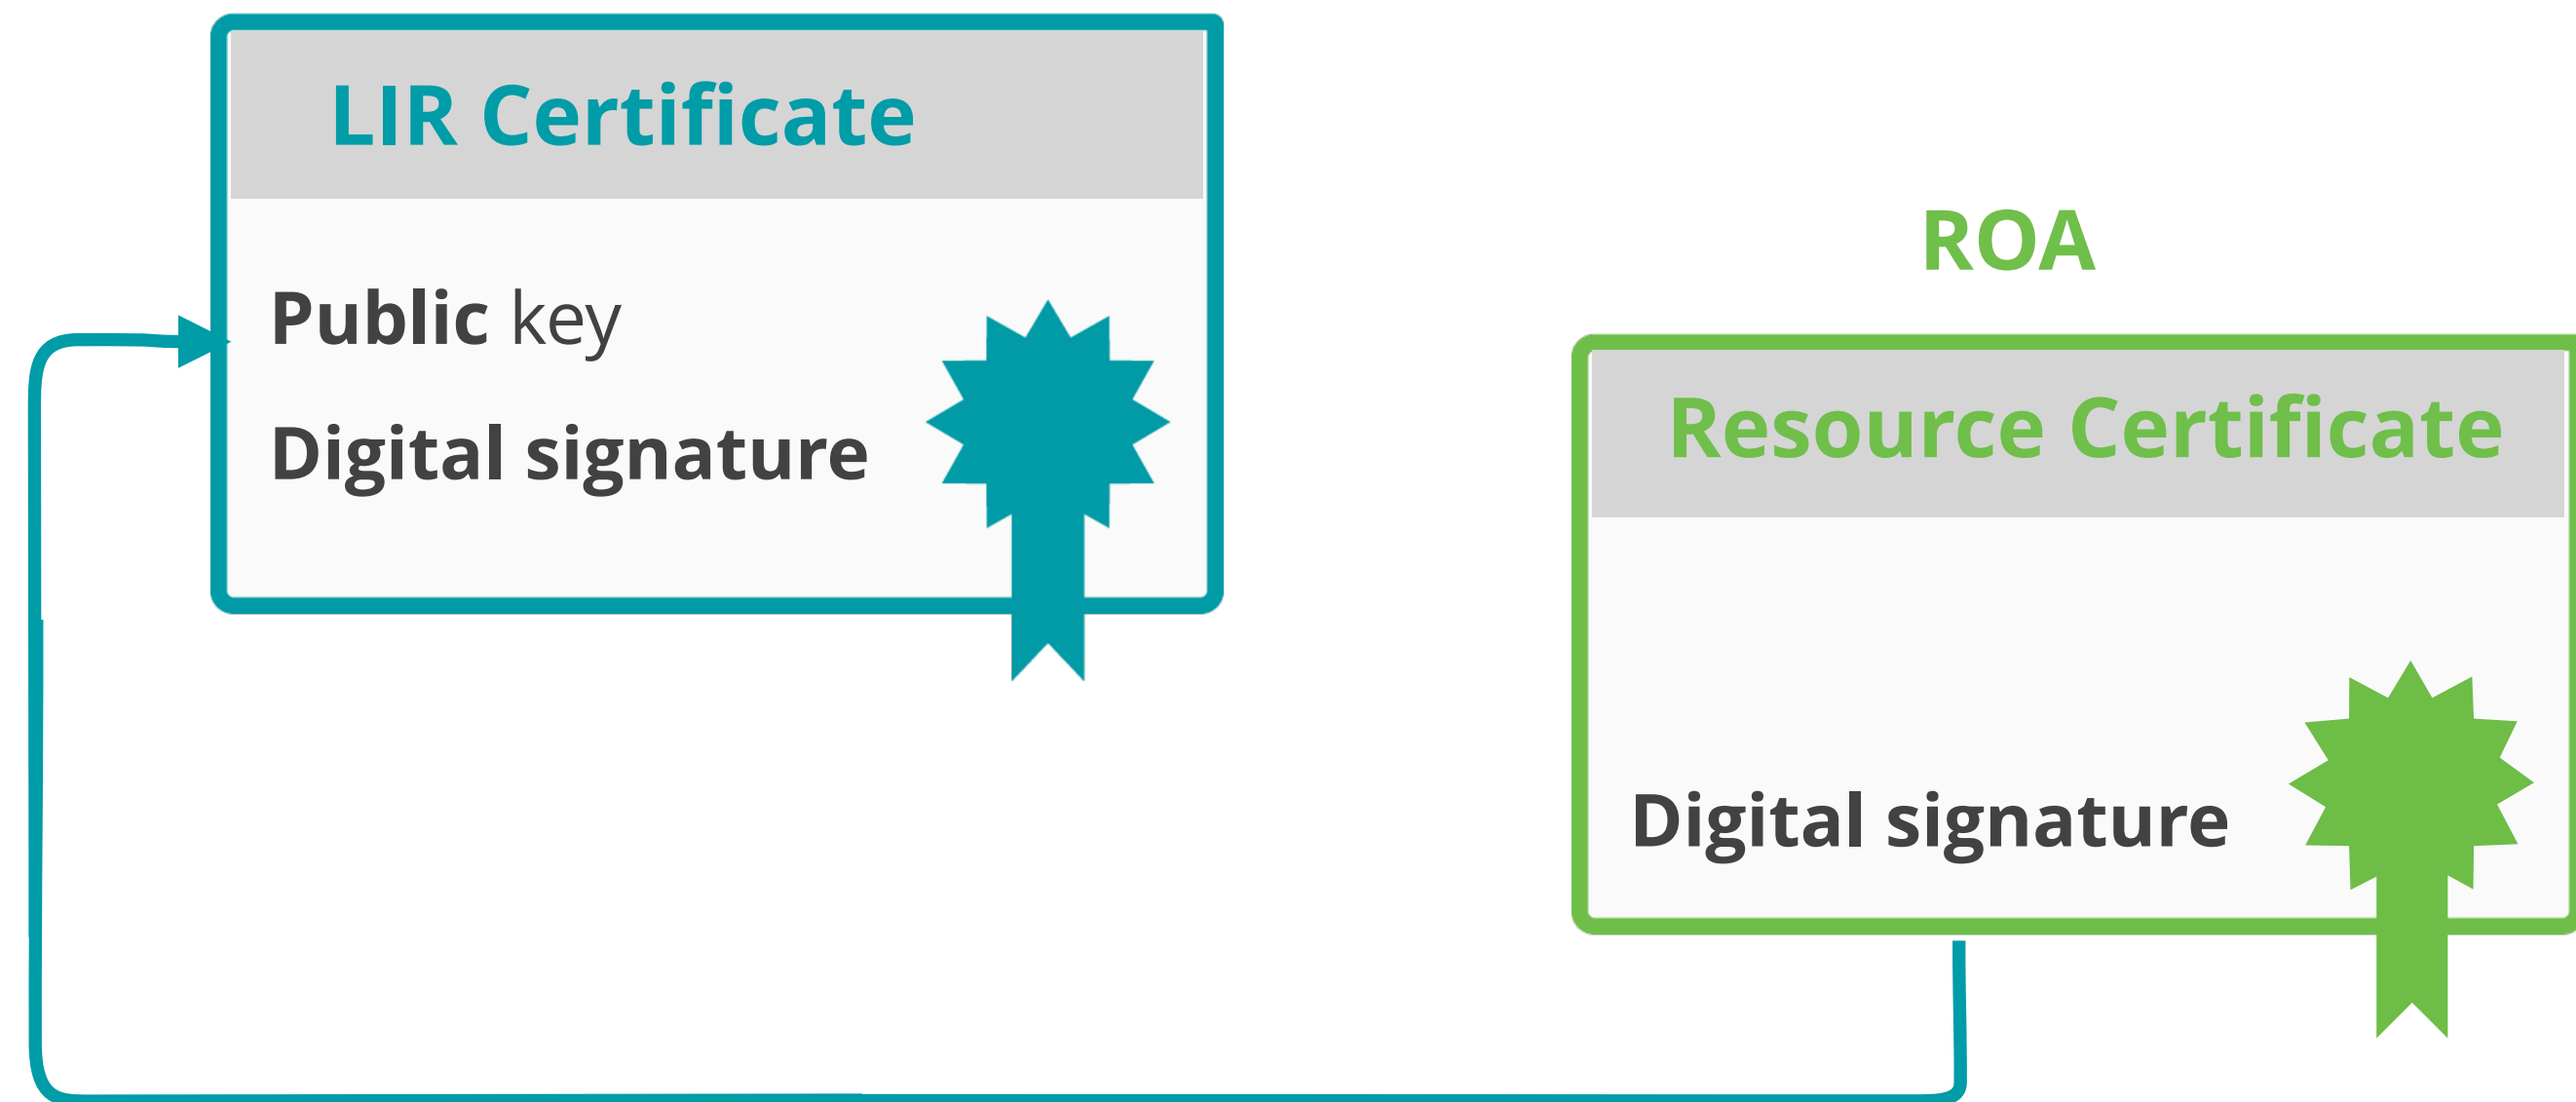 LIR Certificate
Public key
Digital signature
ROA
Resource Certificate
Digital signature